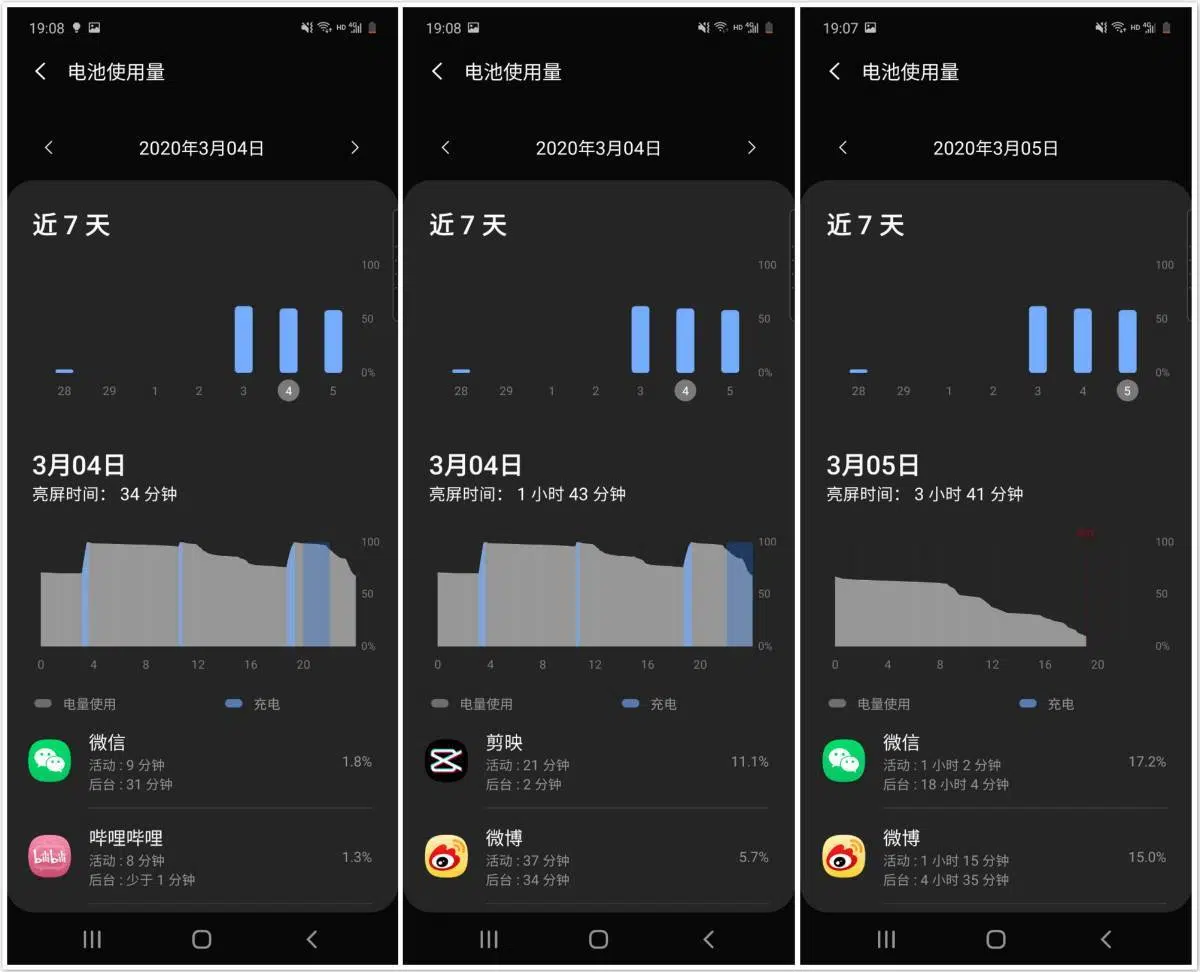 19:08
HD 4G
电池使用量
2020年3月04日
近 7 天
100
50
0%
28 29 1 2 3 4 5
3月04日
亮屏时间： 34 分钟
100
50
0%
0 4 8 12 16 20
电量使用 充电
微信
活动 : 9 分钟
1.8%
后台 : 31 分钟
哔哩哔哩
bilibili
活动 : 8 分钟
1.3%
后台 : 少于 1 分钟
19:08
HD 4G
电池使用量
2020年3月04日
近 7 天
100
50
0%
28 29 1 2 3 4 5
3月04日
亮屏时间： 1 小时 43 分钟
100
50
0%
0 4 8 12 16 20
电量使用 充电
剪映
活动 : 21 分钟
11.1%
后台 : 2 分钟
微博
活动 : 37 分钟
5.7%
后台 : 34 分钟
19:07
HD 4G
电池使用量
2020年3月05日
近 7 天
100
50
0%
28 29 1 2 3 4 5
3月05日
亮屏时间： 3 小时 41 分钟
100
50
0%
0 4 8 12 16 20
电量使用 充电
微信
活动 : 1 小时 2 分钟
17.2%
后台 : 18 小时 4 分钟
微博
活动 : 1 小时 15 分钟
15.0%
后台 : 4 小时 35 分钟